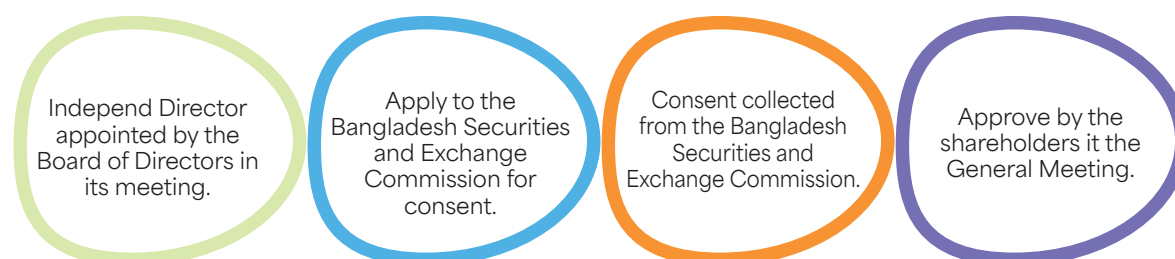 Independ Director
appointed by the
Board of Directors in
its meeting.
Apply to the
Bangladesh Securities
and Exchange
Commission for
consent.
Consent collected
from the Bangladesh
Securities and
Exchange Commission.
Approve by the
shareholders it the
General Meeting.